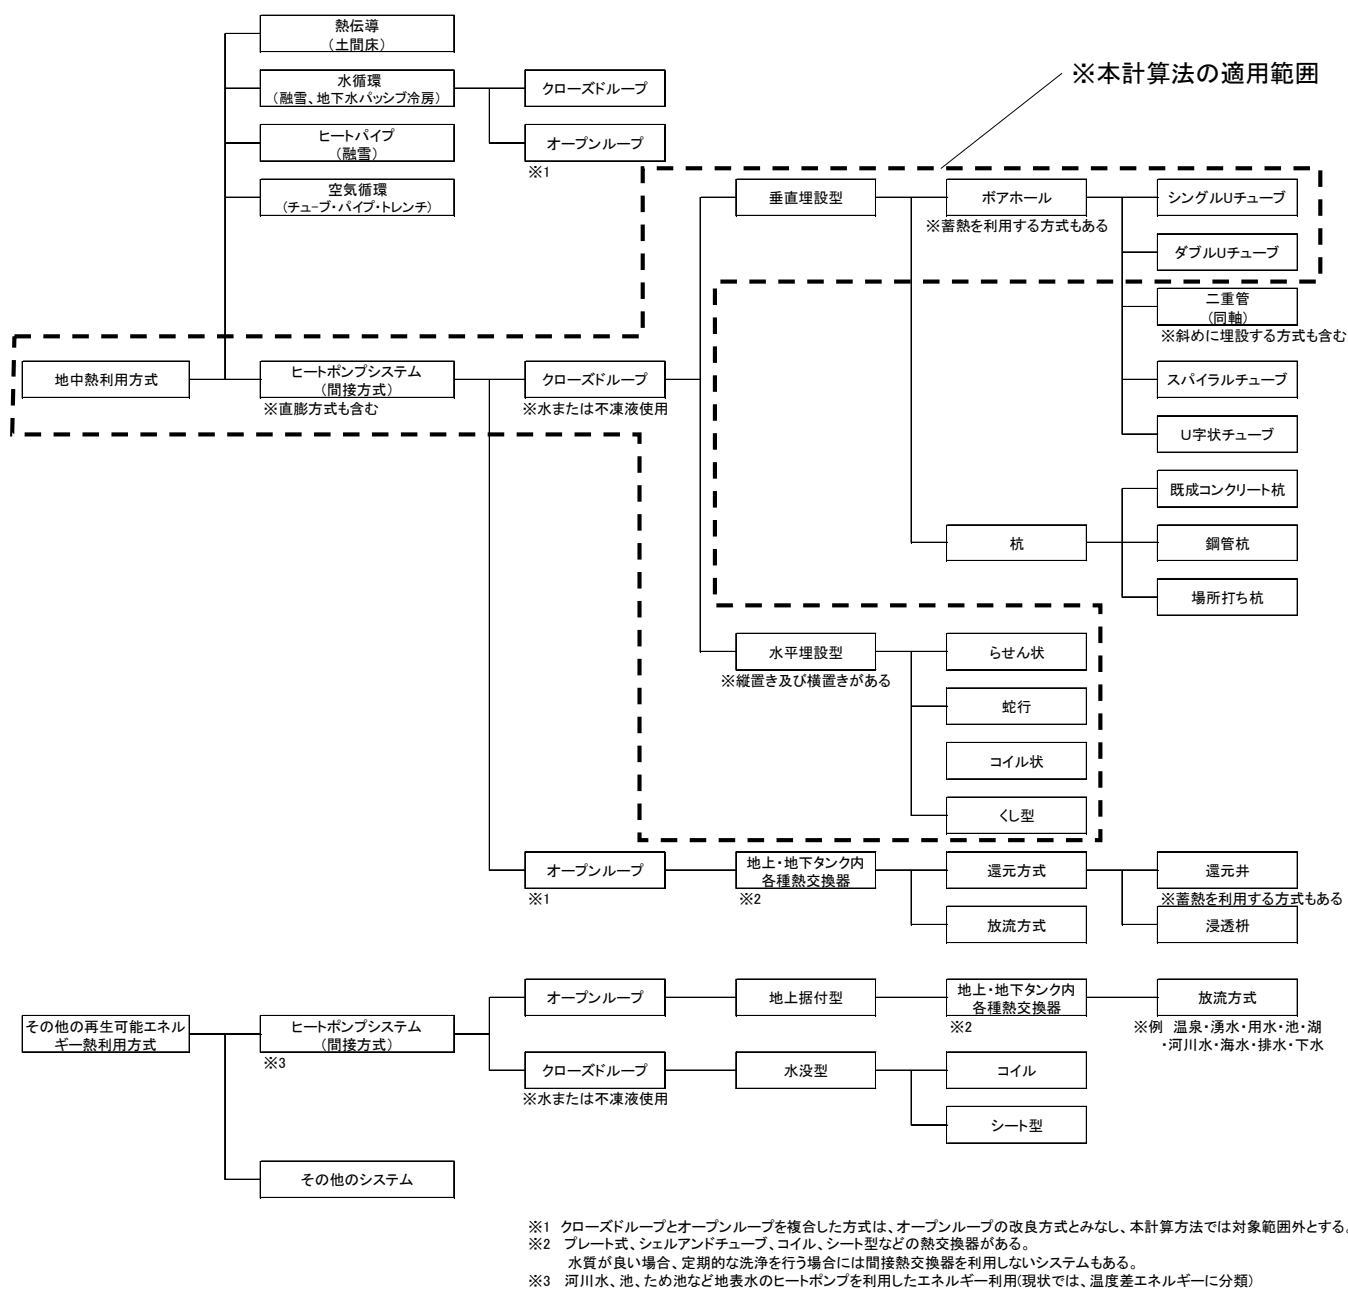 熱伝導
(土間床)
水循環
(融雪、地下水パッシブ冷房)
ヒートパイプ
(融雪)
空気循環
(チューブ・パイプ・トレンチ)
クローズドループ
オープンループ
※1
※本計算法の適用範囲
地中熱利用方式
ヒートポンプシステム
(間接方式)
※直膨方式も含む
クローズドループ
※水または不凍液使用
垂直埋設型
ボアホール
※蓄熱を利用する方式もある
シングルUチューブ
ダブルUチューブ
二重管
(同軸)
※斜めに埋設する方式も含む
スパイラルチューブ
U字状チューブ
杭
既成コンクリート杭
鋼管杭
場所打ち杭
水平埋設型
※縦置き及び横置きがある
らせん状
蛇行
コイル状
くし型
オープンループ
※1
地上・地下タンク内
各種熱交換器
※2
還元方式
放流方式
還元井
※蓄熱を利用する方式もある
浸透枡
その他の再生可能エネル
ギー熱利用方式
ヒートポンプシステム
(間接方式)
※3
オープンループ
地上据付型
地上・地下タンク内
各種熱交換器
※2
放流方式
※例 温泉・湧水・用水・池・湖
・河川水・海水・排水・下水
クローズドループ
※水または不凍液使用
水没型
コイル
シート型
その他のシステム
※1 クローズドループとオープンループを複合した方式は、オープンループの改良方式とみなし、本計算方法では対象範囲外とする。
※2 プレート式、シェルアンドチューブ、コイル、シート型などの熱交換器がある。
水質が良い場合、定期的な洗浄を行う場合には間接熱交換器を利用しないシステムもある。
※3 河川水、池、ため池など地表水のヒートポンプを利用したエネルギー利用(現状では、温度差エネルギーに分類)